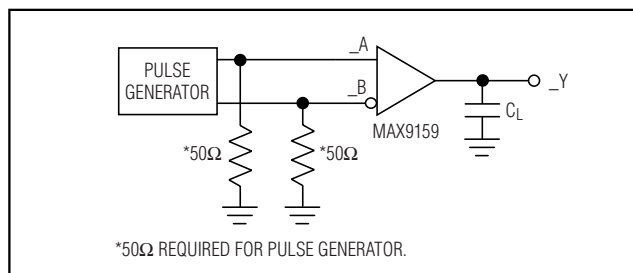 _A
PULSE
GENERATOR
_B
_Y
MAX9159
C_L
*50Ω
*50Ω
*50Ω REQUIRED FOR PULSE GENERATOR.